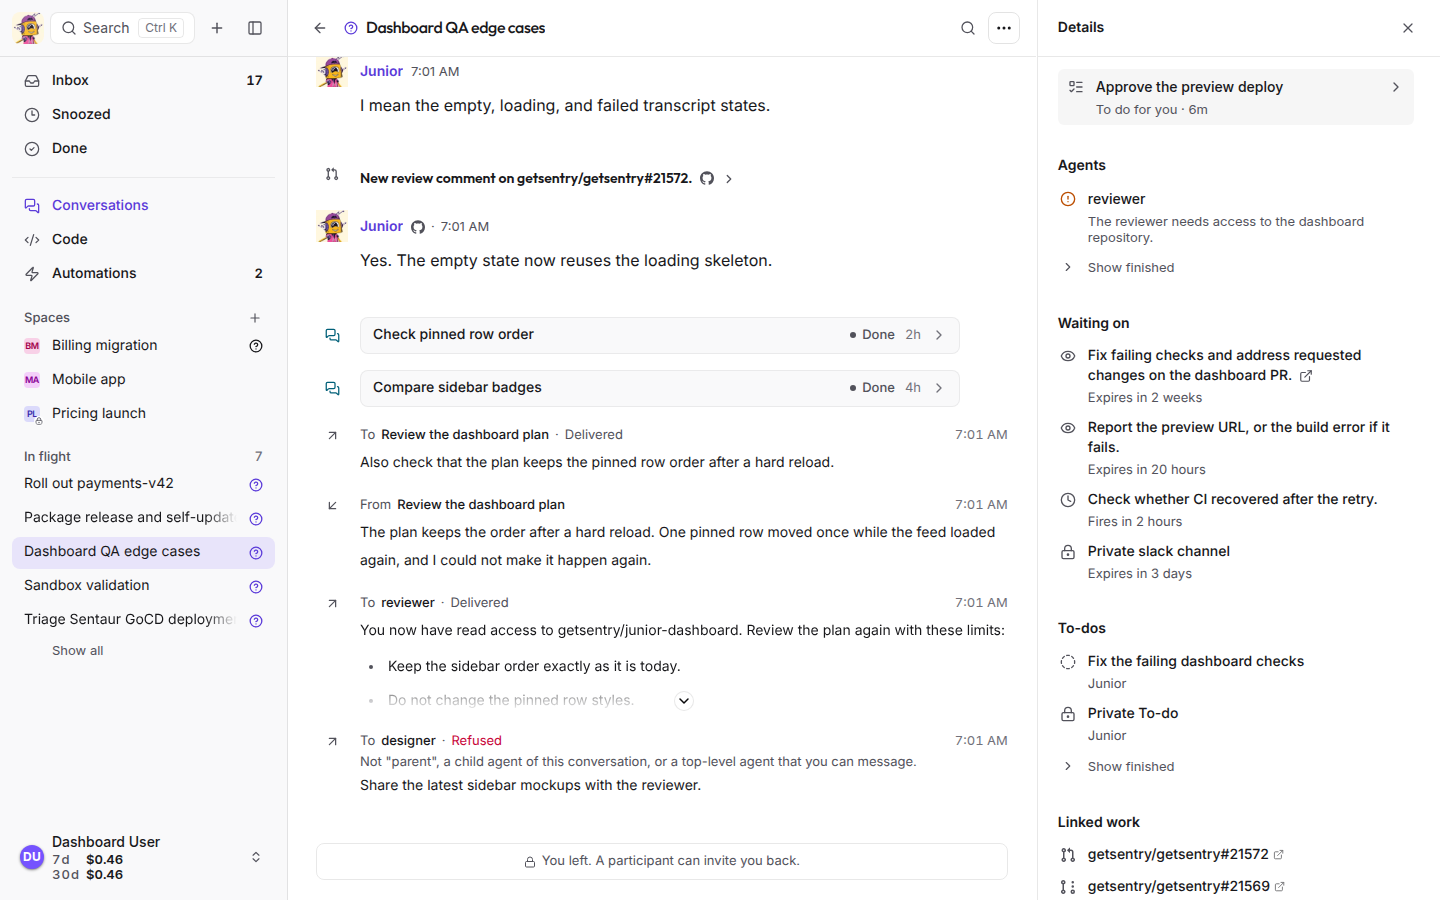 Search Ctrl K
Inbox 17
Snoozed
Done
Conversations
Code
Automations 2
Spaces
BM Billing migration
MA Mobile app
PL Pricing launch
In flight 7
Roll out payments-v42
Package release and self-update
Dashboard QA edge cases
Sandbox validation
Triage Sentaur GoCD deployme
Show all
DU Dashboard User
7d $0.46
30d $0.46
Dashboard QA edge cases
Junior 7:01 AM
I mean the empty, loading, and failed transcript states.
New review comment on getsentry/getsentry#21572.
Junior · 7:01 AM
Yes. The empty state now reuses the loading skeleton.
Check pinned row order Done 2h
Compare sidebar badges Done 4h
To Review the dashboard plan · Delivered 7:01 AM
Also check that the plan keeps the pinned row order after a hard reload.
From Review the dashboard plan 7:01 AM
The plan keeps the order after a hard reload. One pinned row moved once while the feed loaded
again, and I could not make it happen again.
To reviewer · Delivered 7:01 AM
You now have read access to getsentry/junior-dashboard. Review the plan again with these limits:
• Keep the sidebar order exactly as it is today.
• Do not change the pinned row styles.
To designer · Refused 7:01 AM
Not "parent", a child agent of this conversation, or a top-level agent that you can message.
Share the latest sidebar mockups with the reviewer.
You left. A participant can invite you back.
Details
Approve the preview deploy
To do for you · 6m
Agents
reviewer
The reviewer needs access to the dashboard
repository.
Show finished
Waiting on
Fix failing checks and address requested
changes on the dashboard PR.
Expires in 2 weeks
Report the preview URL, or the build error if it
fails.
Expires in 20 hours
Check whether CI recovered after the retry.
Fires in 2 hours
Private slack channel
Expires in 3 days
To-dos
Fix the failing dashboard checks
Junior
Private To-do
Junior
Show finished
Linked work
getsentry/getsentry#21572
getsentry/getsentry#21569